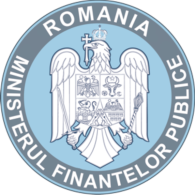 ROMANIA
MINISTERUL FINANTELOR PUBLICE